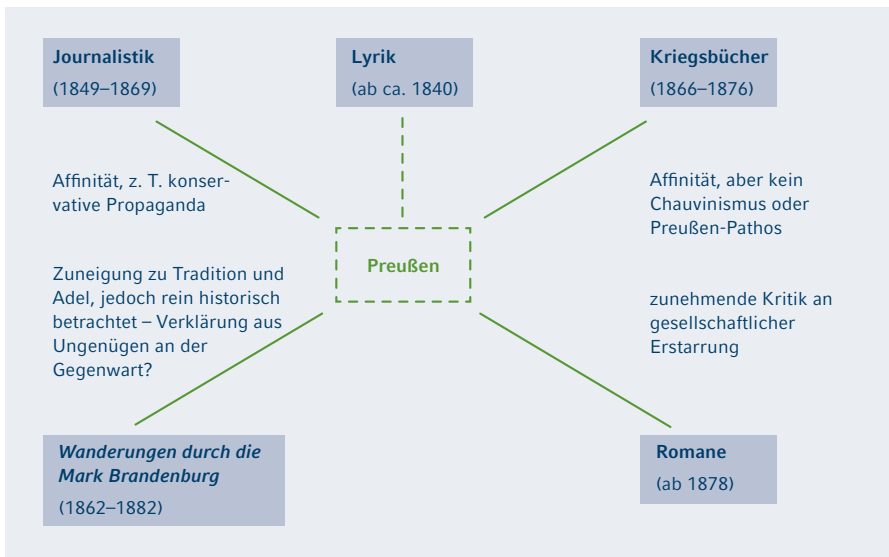 Journalistik
(1849–1869)
Lyrik
(ab ca. 1840)
Kriegsbücher
(1866–1876)
Affinität, z. T. konser-
vative Propaganda
Affinität, aber kein
Chauvinismus oder
Preußen-Pathos
Preußen
Zuneigung zu Tradition und
Adel, jedoch rein historisch
betrachtet – Verklärung aus
Ungenügen an der
Gegenwart?
zunehmende Kritik an
gesellschaftlicher
Erstarrung
Wanderungen durch die
Mark Brandenburg
(1862–1882)
Romane
(ab 1878)